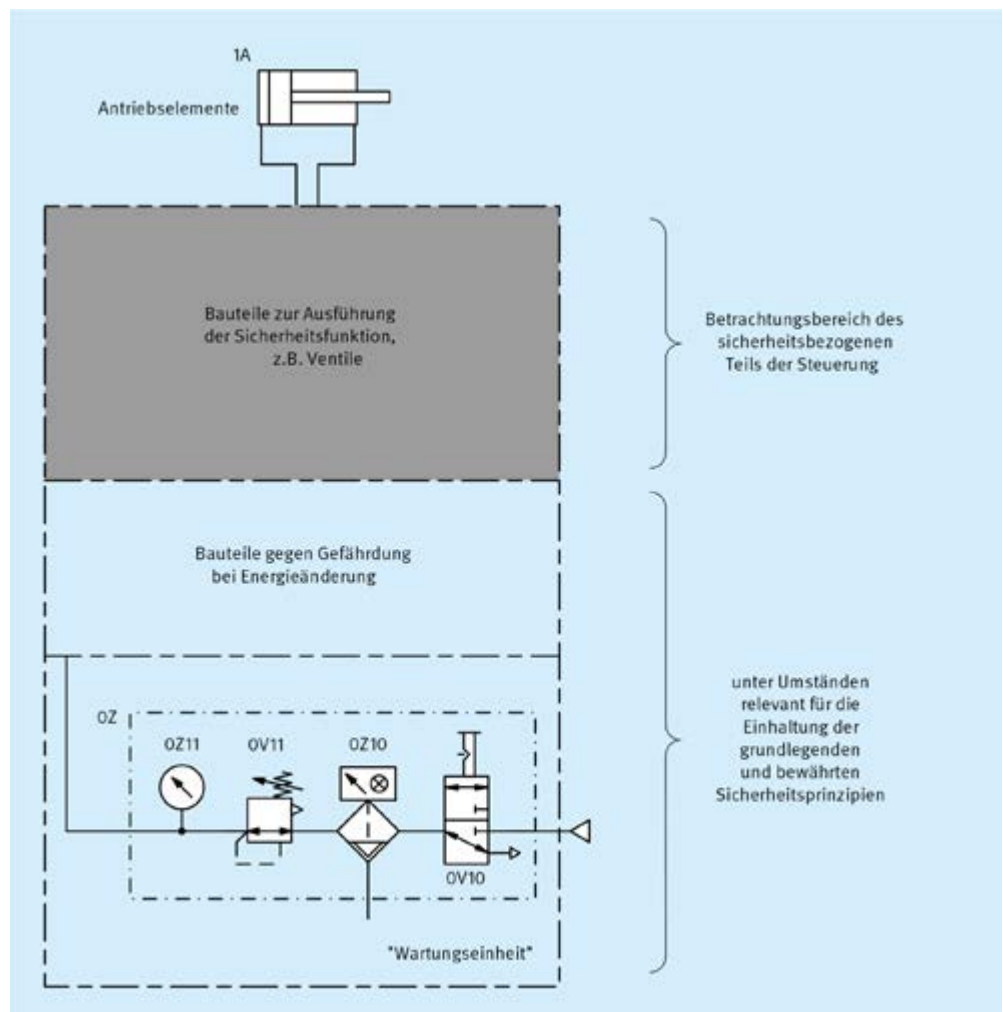 1A
Antriebselemente
Bauteile zur Ausführung
der Sicherheitsfunktion,
z.B. Ventile
Betrachtungsbereich des
sicherheitsbezogenen
Teils der Steuerung
Bauteile gegen Gefährdung
bei Energieänderung
unter Umständen
relevant für die
Einhaltung der
grundlegenden
und bewährten
Sicherheitsprinzipien
0Z
0Z11
0V11
0Z10
0V10
"Wartungseinheit"